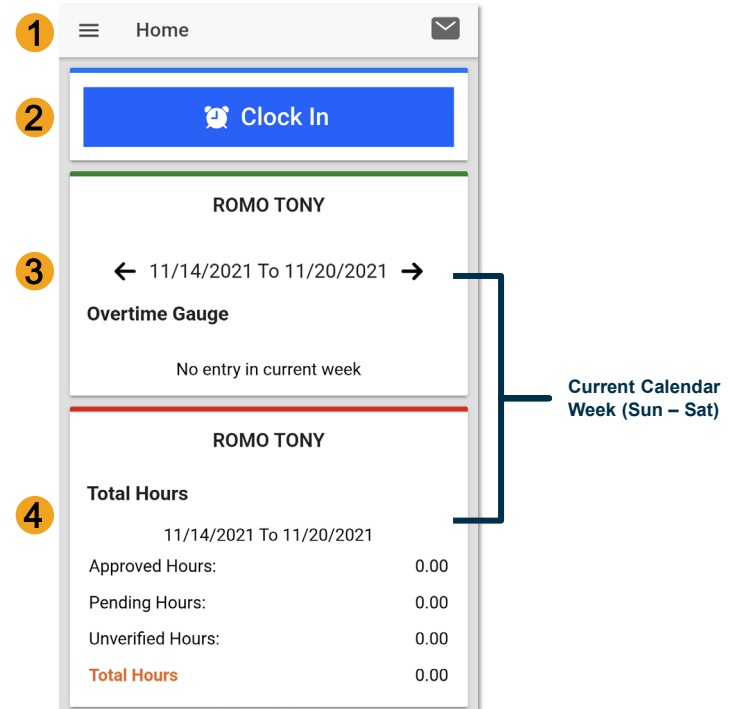 1
Home
2
Clock In
ROMO TONY
3
11/14/2021 To 11/20/2021
Overtime Gauge
No entry in current week
Current Calendar
Week (Sun – Sat)
ROMO TONY
Total Hours
4
11/14/2021 To 11/20/2021
Approved Hours: 0.00
Pending Hours: 0.00
Unverified Hours: 0.00
Total Hours 0.00